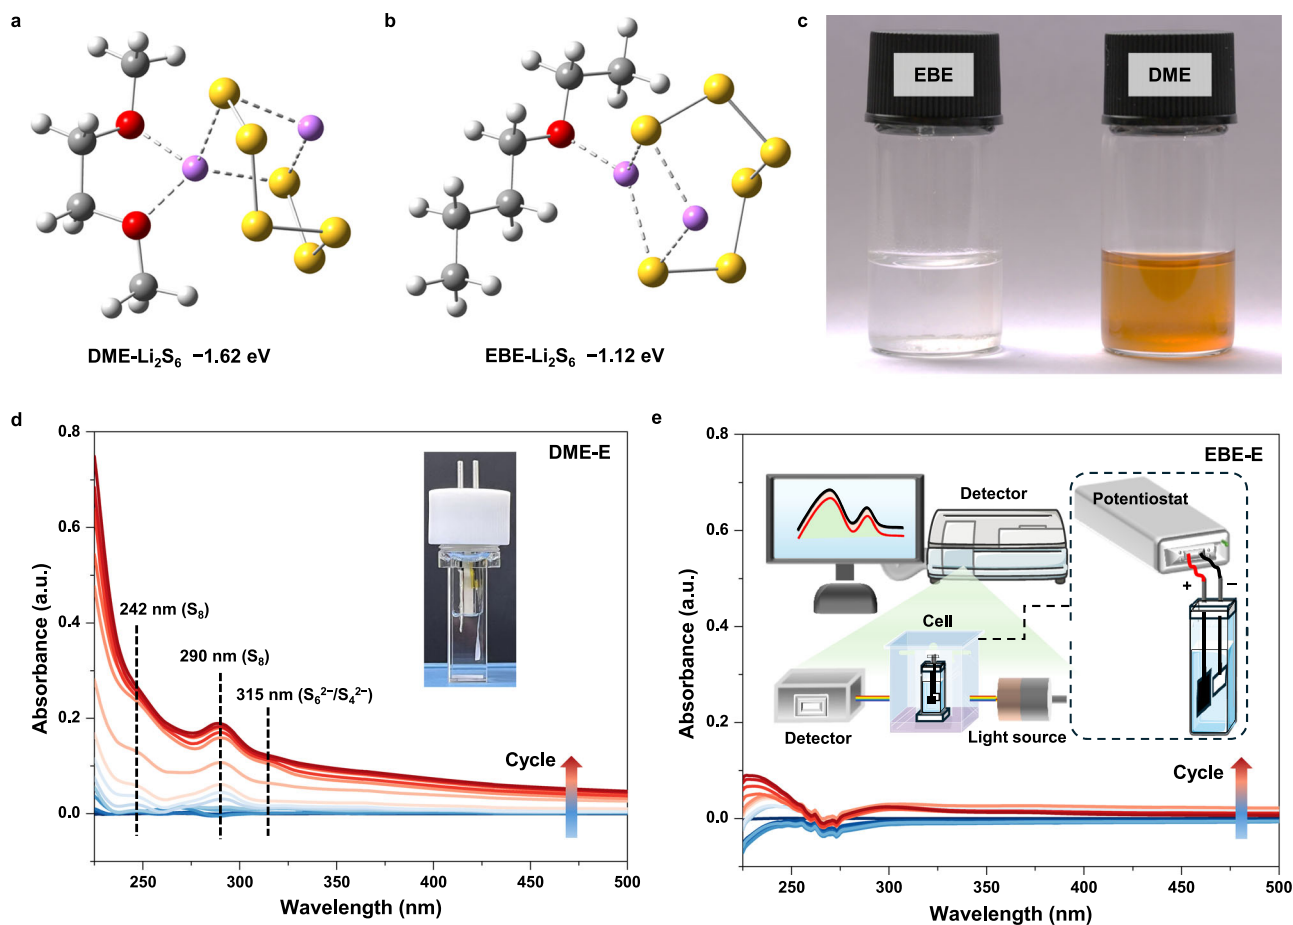 a
b
c
EBE
DME
DME-Li₂S₆ −1.62 eV
EBE-Li₂S₆ −1.12 eV
d
DME-E
0.8
0.6
0.4
0.2
0.0
Absorbance (a.u.)
242 nm (S₈)
290 nm (S₈)
315 nm (S₆²⁻/S₄²⁻)
Cycle
250
300
350
400
450
500
Wavelength (nm)
e
EBE-E
0.8
0.6
0.4
0.2
0.0
Absorbance (a.u.)
Detector
Potentiostat
+
−
Cell
Detector
Light source
Cycle
250
300
350
400
450
500
Wavelength (nm)